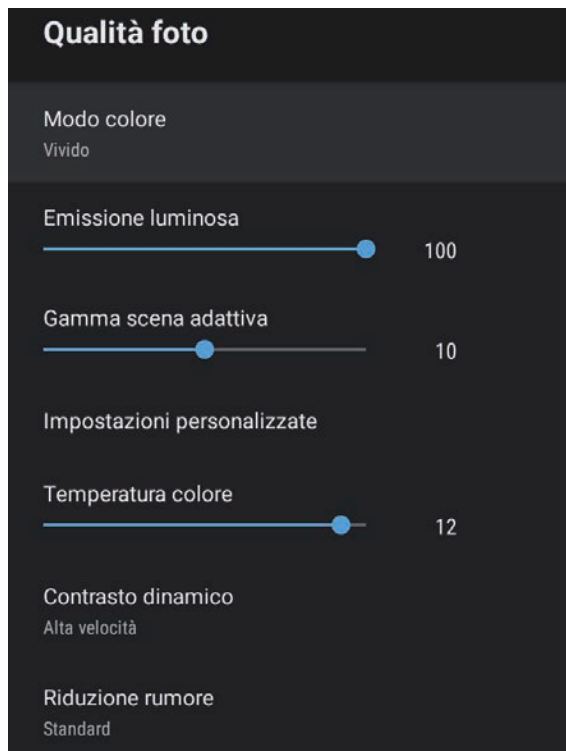 Qualità foto
Modo colore
Vivido
Emissione luminosa
100
Gamma scena adattiva
10
Impostazioni personalizzate
Temperatura colore
12
Contrasto dinamico
Alta velocità
Riduzione rumore
Standard